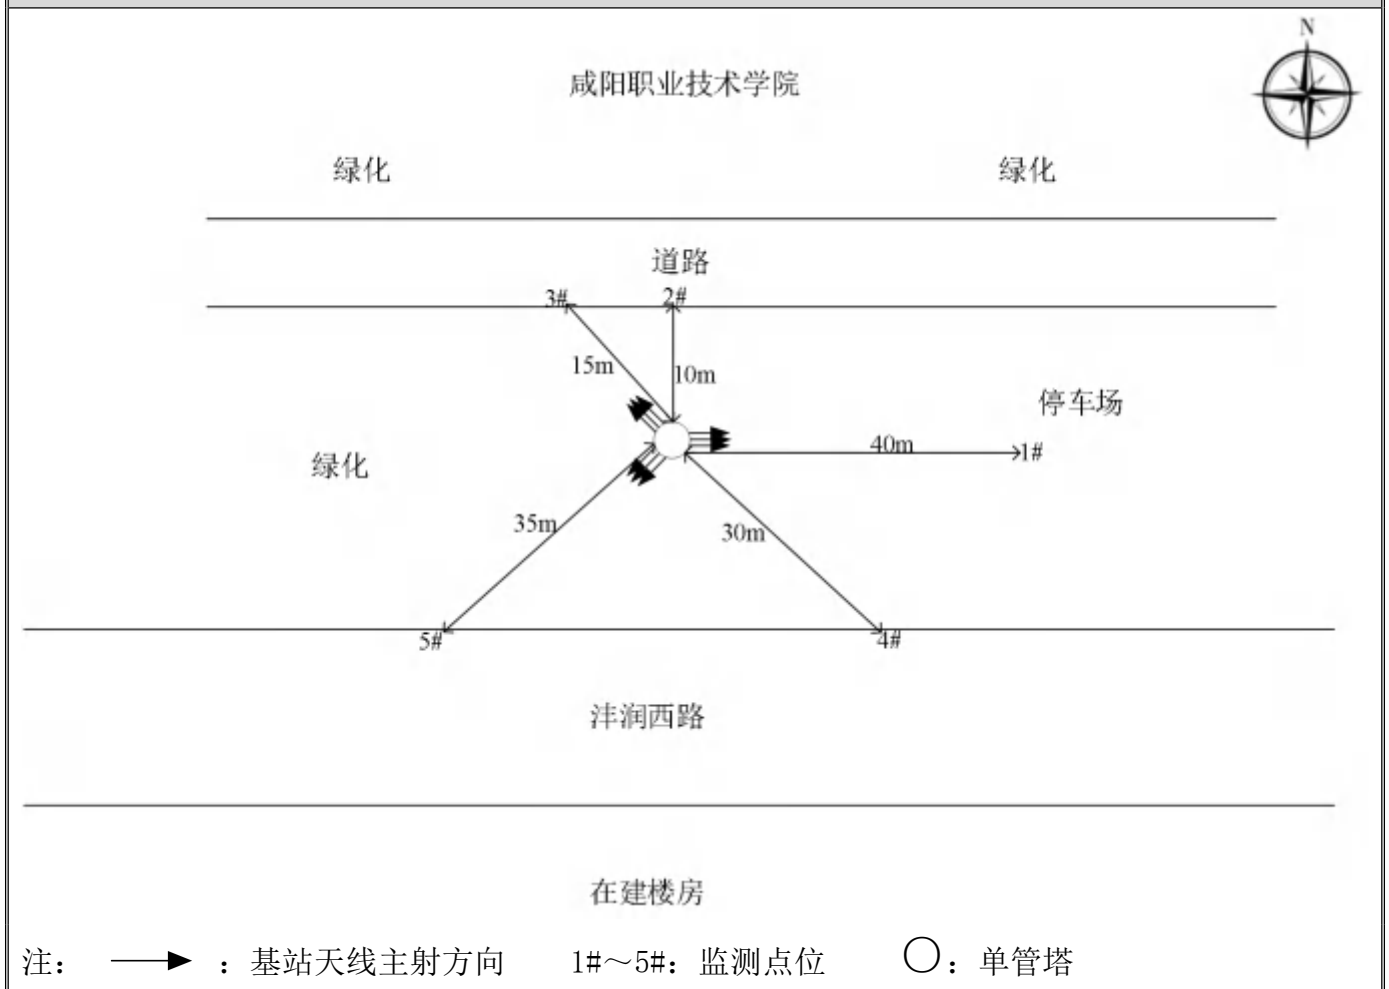 N
咸阳职业技术学院
绿化
绿化
道路
3#
2#
15m
10m
停车场
40m
1#
绿化
35m
30m
5#
4#
沣润西路
在建楼房
注: : 基站天线主射方向 1#～5#: 监测点位 : 单管塔